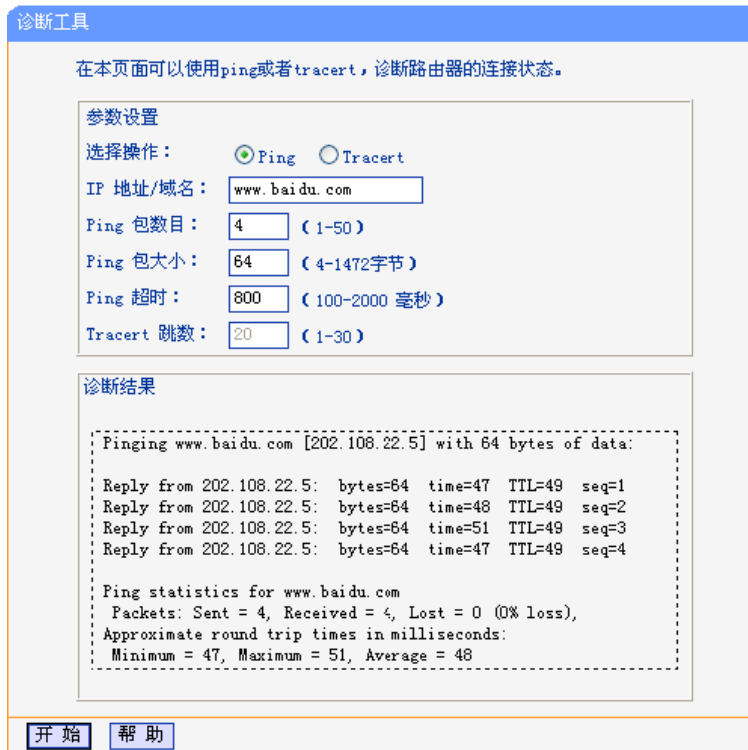 诊断工具
在本页面可以使用ping或者tracert，诊断路由器的连接状态。
参数设置
选择操作： Ping Tracert
IP 地址/域名： www.baidu.com
Ping 包数目： 4 （1-50）
Ping 包大小： 64 （4-1472字节）
Ping 超时： 800 （100-2000 毫秒）
Tracert 跳数： 20 （1-30）
诊断结果
Pinging www.baidu.com [202.108.22.5] with 64 bytes of data:
Reply from 202.108.22.5: bytes=64 time=47 TTL=49 seq=1
Reply from 202.108.22.5: bytes=64 time=48 TTL=49 seq=2
Reply from 202.108.22.5: bytes=64 time=51 TTL=49 seq=3
Reply from 202.108.22.5: bytes=64 time=47 TTL=49 seq=4
Ping statistics for www.baidu.com
Packets: Sent = 4, Received = 4, Lost = 0 (0% loss),
Approximate round trip times in milliseconds:
Minimum = 47, Maximum = 51, Average = 48
开 始 帮 助